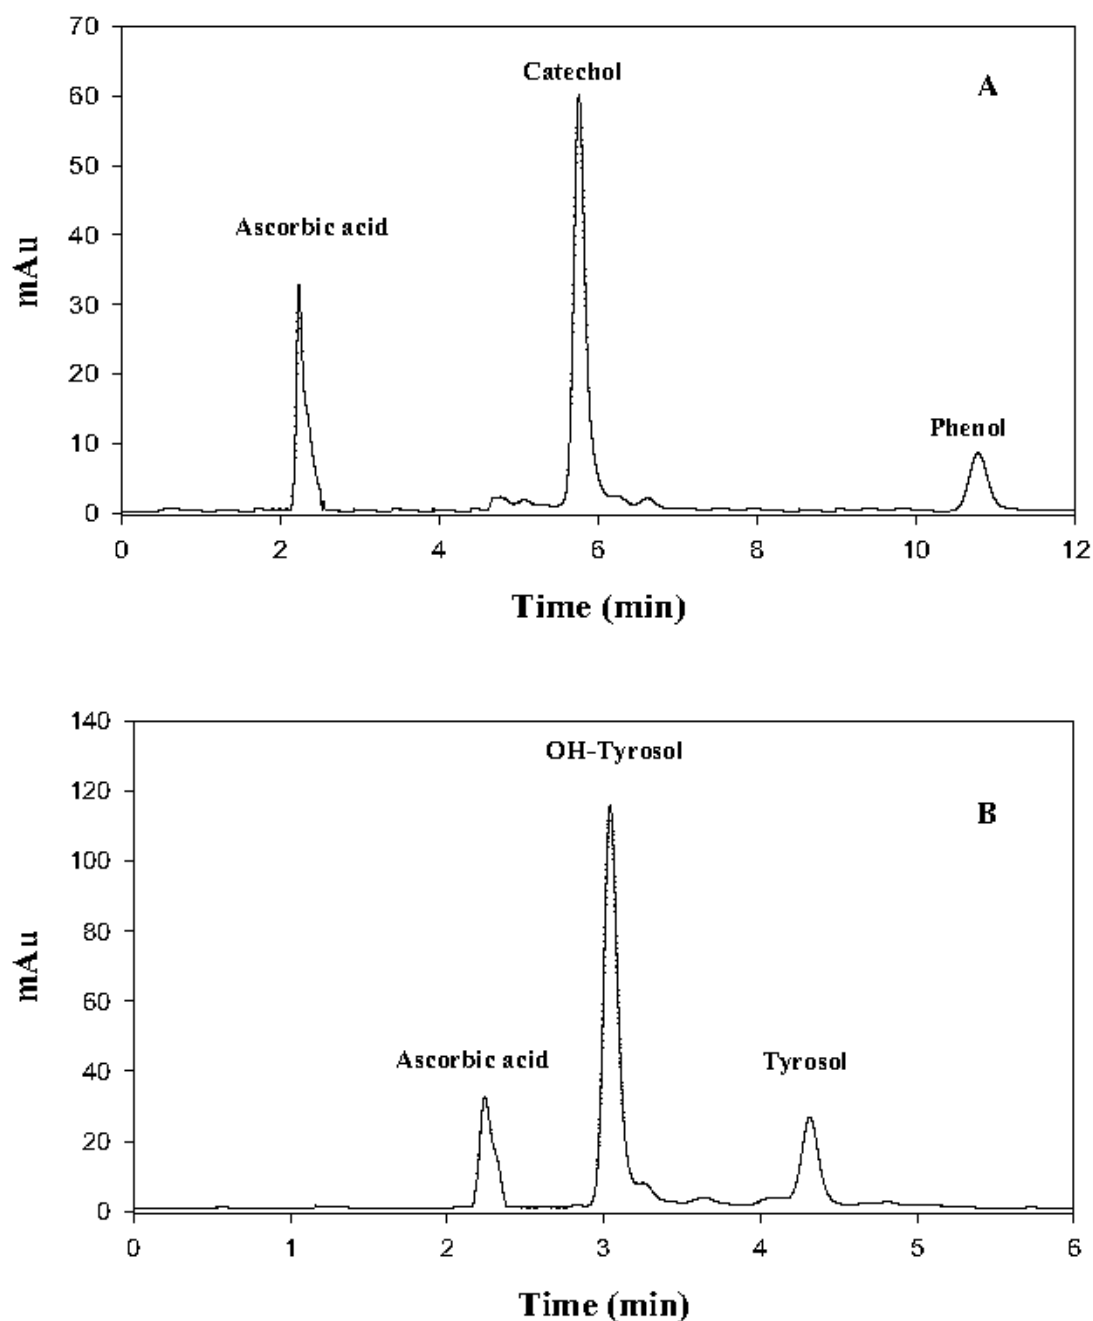 70
Catechol
A
60
50
Ascorbic acid
40
mAu
30
20
Phenol
10
0
0 2 4 6 8 10 12
Time (min)
140
OH-Tyrosol
120
B
100
80
mAu
60
Ascorbic acid
Tyrosol
40
20
0
0 1 2 3 4 5 6
Time (min)